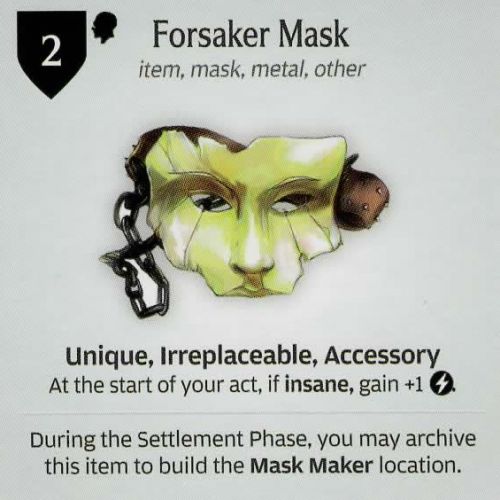 2
Forsaker Mask
item, mask, metal, other
Unique, Irreplaceable, Accessory
At the start of your act, if insane, gain +1 .
During the Settlement Phase, you may archive
this item to build the Mask Maker location.